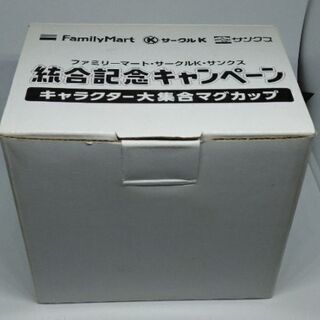 FamilyMart K サークルK サンクス
ファミリーマート・サークルK・サンクス
統合記念キャンペーン
キャラクター大集合マグカップ